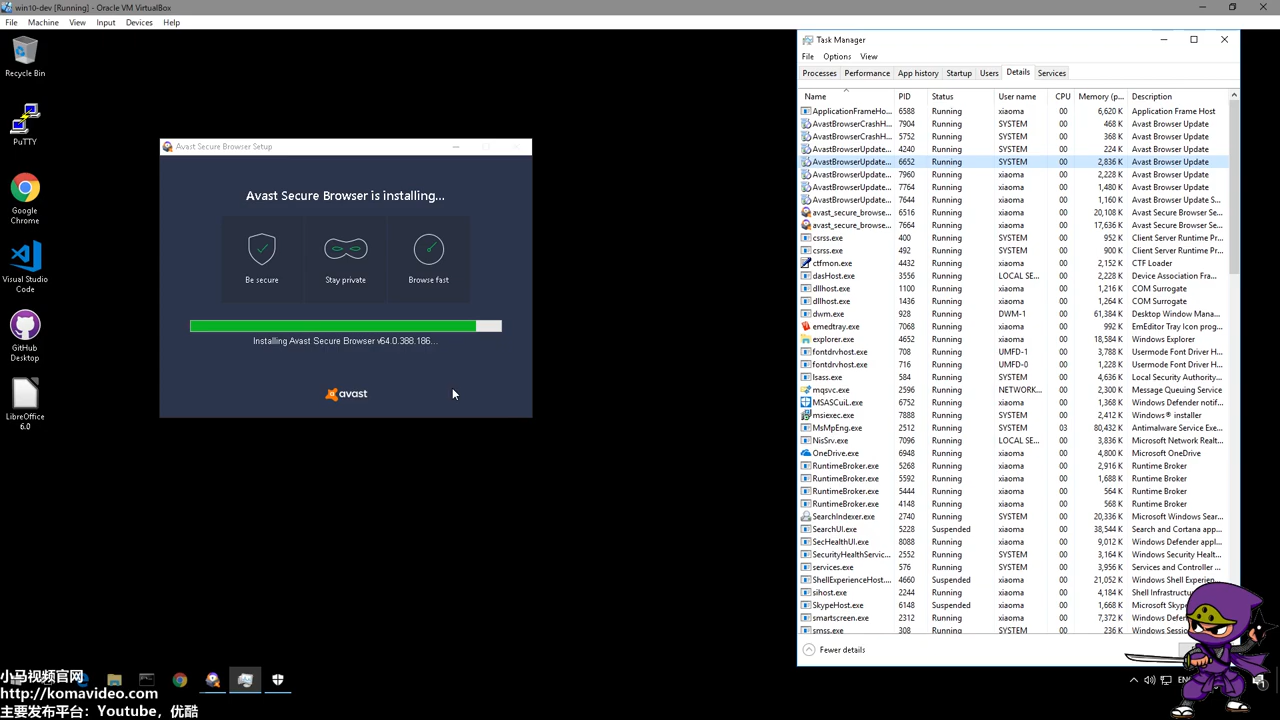 win10-dev [Running] - Oracle VM VirtualBox
File Machine View Input Devices Help
Recycle Bin
PuTTY
Google
Chrome
Visual Studio
Code
GitHub
Desktop
LibreOffice
6.0
Avast Secure Browser Setup
Avast Secure Browser is installing...
Be secure Stay private Browse fast
Installing Avast Secure Browser v64.0.388.186...
avast
Task Manager
File Options View
Processes Performance App history Startup Users Details Services
Name PID Status User name CPU Memory (p... Description
ApplicationFrameHo... 6588 Running xiaoma 00 6,620 K Application Frame Host
AvastBrowserCrashH... 7904 Running SYSTEM 00 468 K Avast Browser Update
AvastBrowserCrashH... 5752 Running SYSTEM 00 368 K Avast Browser Update
AvastBrowserUpdate... 4240 Running SYSTEM 00 224 K Avast Browser Update
AvastBrowserUpdate... 6652 Running SYSTEM 00 2,836 K Avast Browser Update
AvastBrowserUpdate... 7960 Running xiaoma 00 2,228 K Avast Browser Update
AvastBrowserUpdate... 7764 Running xiaoma 00 1,480 K Avast Browser Update
AvastBrowserUpdate... 7644 Running xiaoma 00 1,160 K Avast Browser Update S...
avast_secure_browse... 6516 Running xiaoma 00 20,108 K Avast Secure Browser Se...
avast_secure_browse... 7664 Running xiaoma 00 17,636 K Avast Secure Browser Se...
csrss.exe 400 Running SYSTEM 00 952 K Client Server Runtime Pr...
csrss.exe 492 Running SYSTEM 00 900 K Client Server Runtime Pr...
ctfmon.exe 4432 Running xiaoma 00 2,152 K CTF Loader
dasHost.exe 3556 Running LOCAL SE... 00 2,228 K Device Association Fra...
dllhost.exe 1100 Running xiaoma 00 1,216 K COM Surrogate
dllhost.exe 1436 Running xiaoma 00 1,264 K COM Surrogate
dwm.exe 928 Running DWM-1 00 61,384 K Desktop Window Mana...
emedtray.exe 7068 Running xiaoma 00 992 K EmEditor Tray Icon prog...
explorer.exe 4652 Running xiaoma 00 18,584 K Windows Explorer
fontdrvhost.exe 708 Running UMFD-1 00 3,788 K Usermode Font Driver H...
fontdrvhost.exe 716 Running UMFD-0 00 1,228 K Usermode Font Driver H...
lsass.exe 584 Running SYSTEM 00 4,636 K Local Security Authority...
mqsvc.exe 2596 Running NETWORK... 00 2,300 K Message Queuing Service
MSASCuiL.exe 6752 Running xiaoma 00 1,368 K Windows Defender notif...
msiexec.exe 7888 Running SYSTEM 00 2,412 K Windows® installer
MsMpEng.exe 2512 Running SYSTEM 03 80,432 K Antimalware Service Exe...
NisSrv.exe 7096 Running LOCAL SE... 00 3,836 K Microsoft Network Realt...
OneDrive.exe 6948 Running xiaoma 00 4,800 K Microsoft OneDrive
RuntimeBroker.exe 5268 Running xiaoma 00 2,916 K Runtime Broker
RuntimeBroker.exe 5592 Running xiaoma 00 1,688 K Runtime Broker
RuntimeBroker.exe 5444 Running xiaoma 00 564 K Runtime Broker
RuntimeBroker.exe 4148 Running xiaoma 00 568 K Runtime Broker
SearchIndexer.exe 2740 Running SYSTEM 00 20,336 K Microsoft Windows Sear...
SearchUI.exe 5228 Suspended xiaoma 00 38,544 K Search and Cortana app...
SecHealthUI.exe 8088 Running xiaoma 00 9,012 K Windows Defender appl...
SecurityHealthServic... 2552 Running SYSTEM 00 3,164 K Windows Security Healt...
services.exe 576 Running SYSTEM 00 3,956 K Services and Controller ...
ShellExperienceHost.... 4660 Suspended xiaoma 00 21,052 K Windows Shell Experien...
sihost.exe 2244 Running xiaoma 00 4,184 K Shell Infrastructu
SkypeHost.exe 6148 Suspended xiaoma 00 1,668 K Microsoft Skype
smartscreen.exe 2312 Running xiaoma 00 7,372 K Windows Defen
smss.exe 308 Running SYSTEM 00 236 K Windows Sessio
Fewer details
小马视频官网
http://komavideo.com
主要发布平台：Youtube，优酷